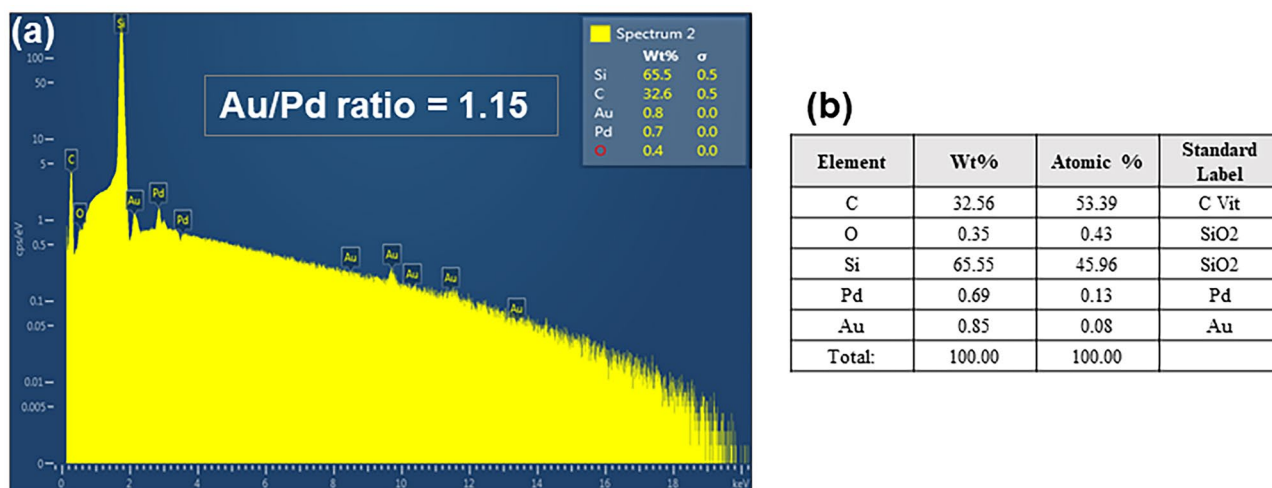 (a)
Si
Spectrum 2
Wt% σ
Si 65.5 0.5
C 32.6 0.5
Au 0.8 0.0
Pd 0.7 0.0
O 0.4 0.0
Au/Pd ratio = 1.15
100
50
10
5
1
0.5
0.1
0.05
0.01
0.005
0
cps/eV
C
O
Au
Pd
Pd
Au
Au
Au
Au
Au
0 2 4 6 8 10 12 14 16 18 keV
(b)
Element Wt% Atomic % Standard Label
C 32.56 53.39 C Vit
O 0.35 0.43 SiO2
Si 65.55 45.96 SiO2
Pd 0.69 0.13 Pd
Au 0.85 0.08 Au
Total: 100.00 100.00